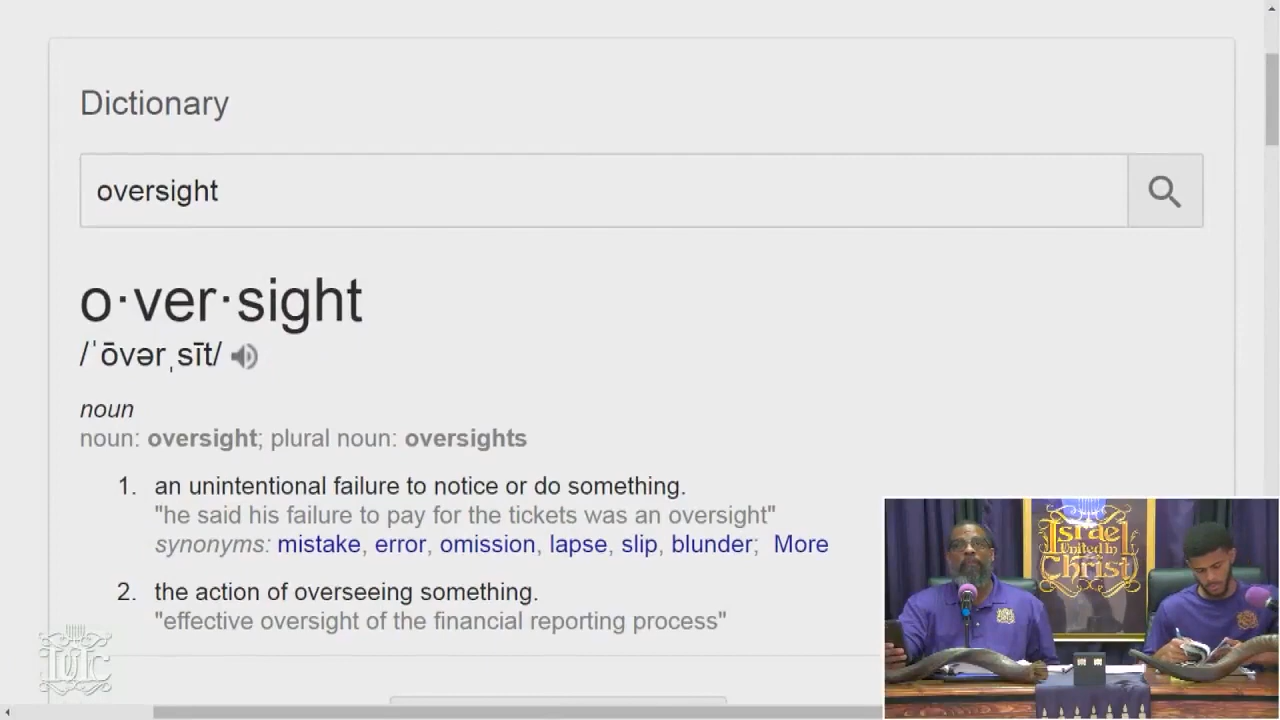 Dictionary
oversight
o·ver·sight
/ˈōvərˌsīt/
noun
noun: oversight; plural noun: oversights
1. an unintentional failure to notice or do something.
"he said his failure to pay for the tickets was an oversight"
synonyms: mistake, error, omission, lapse, slip, blunder; More
2. the action of overseeing something.
"effective oversight of the financial reporting process"
IUIC
Israel
United In
Christ